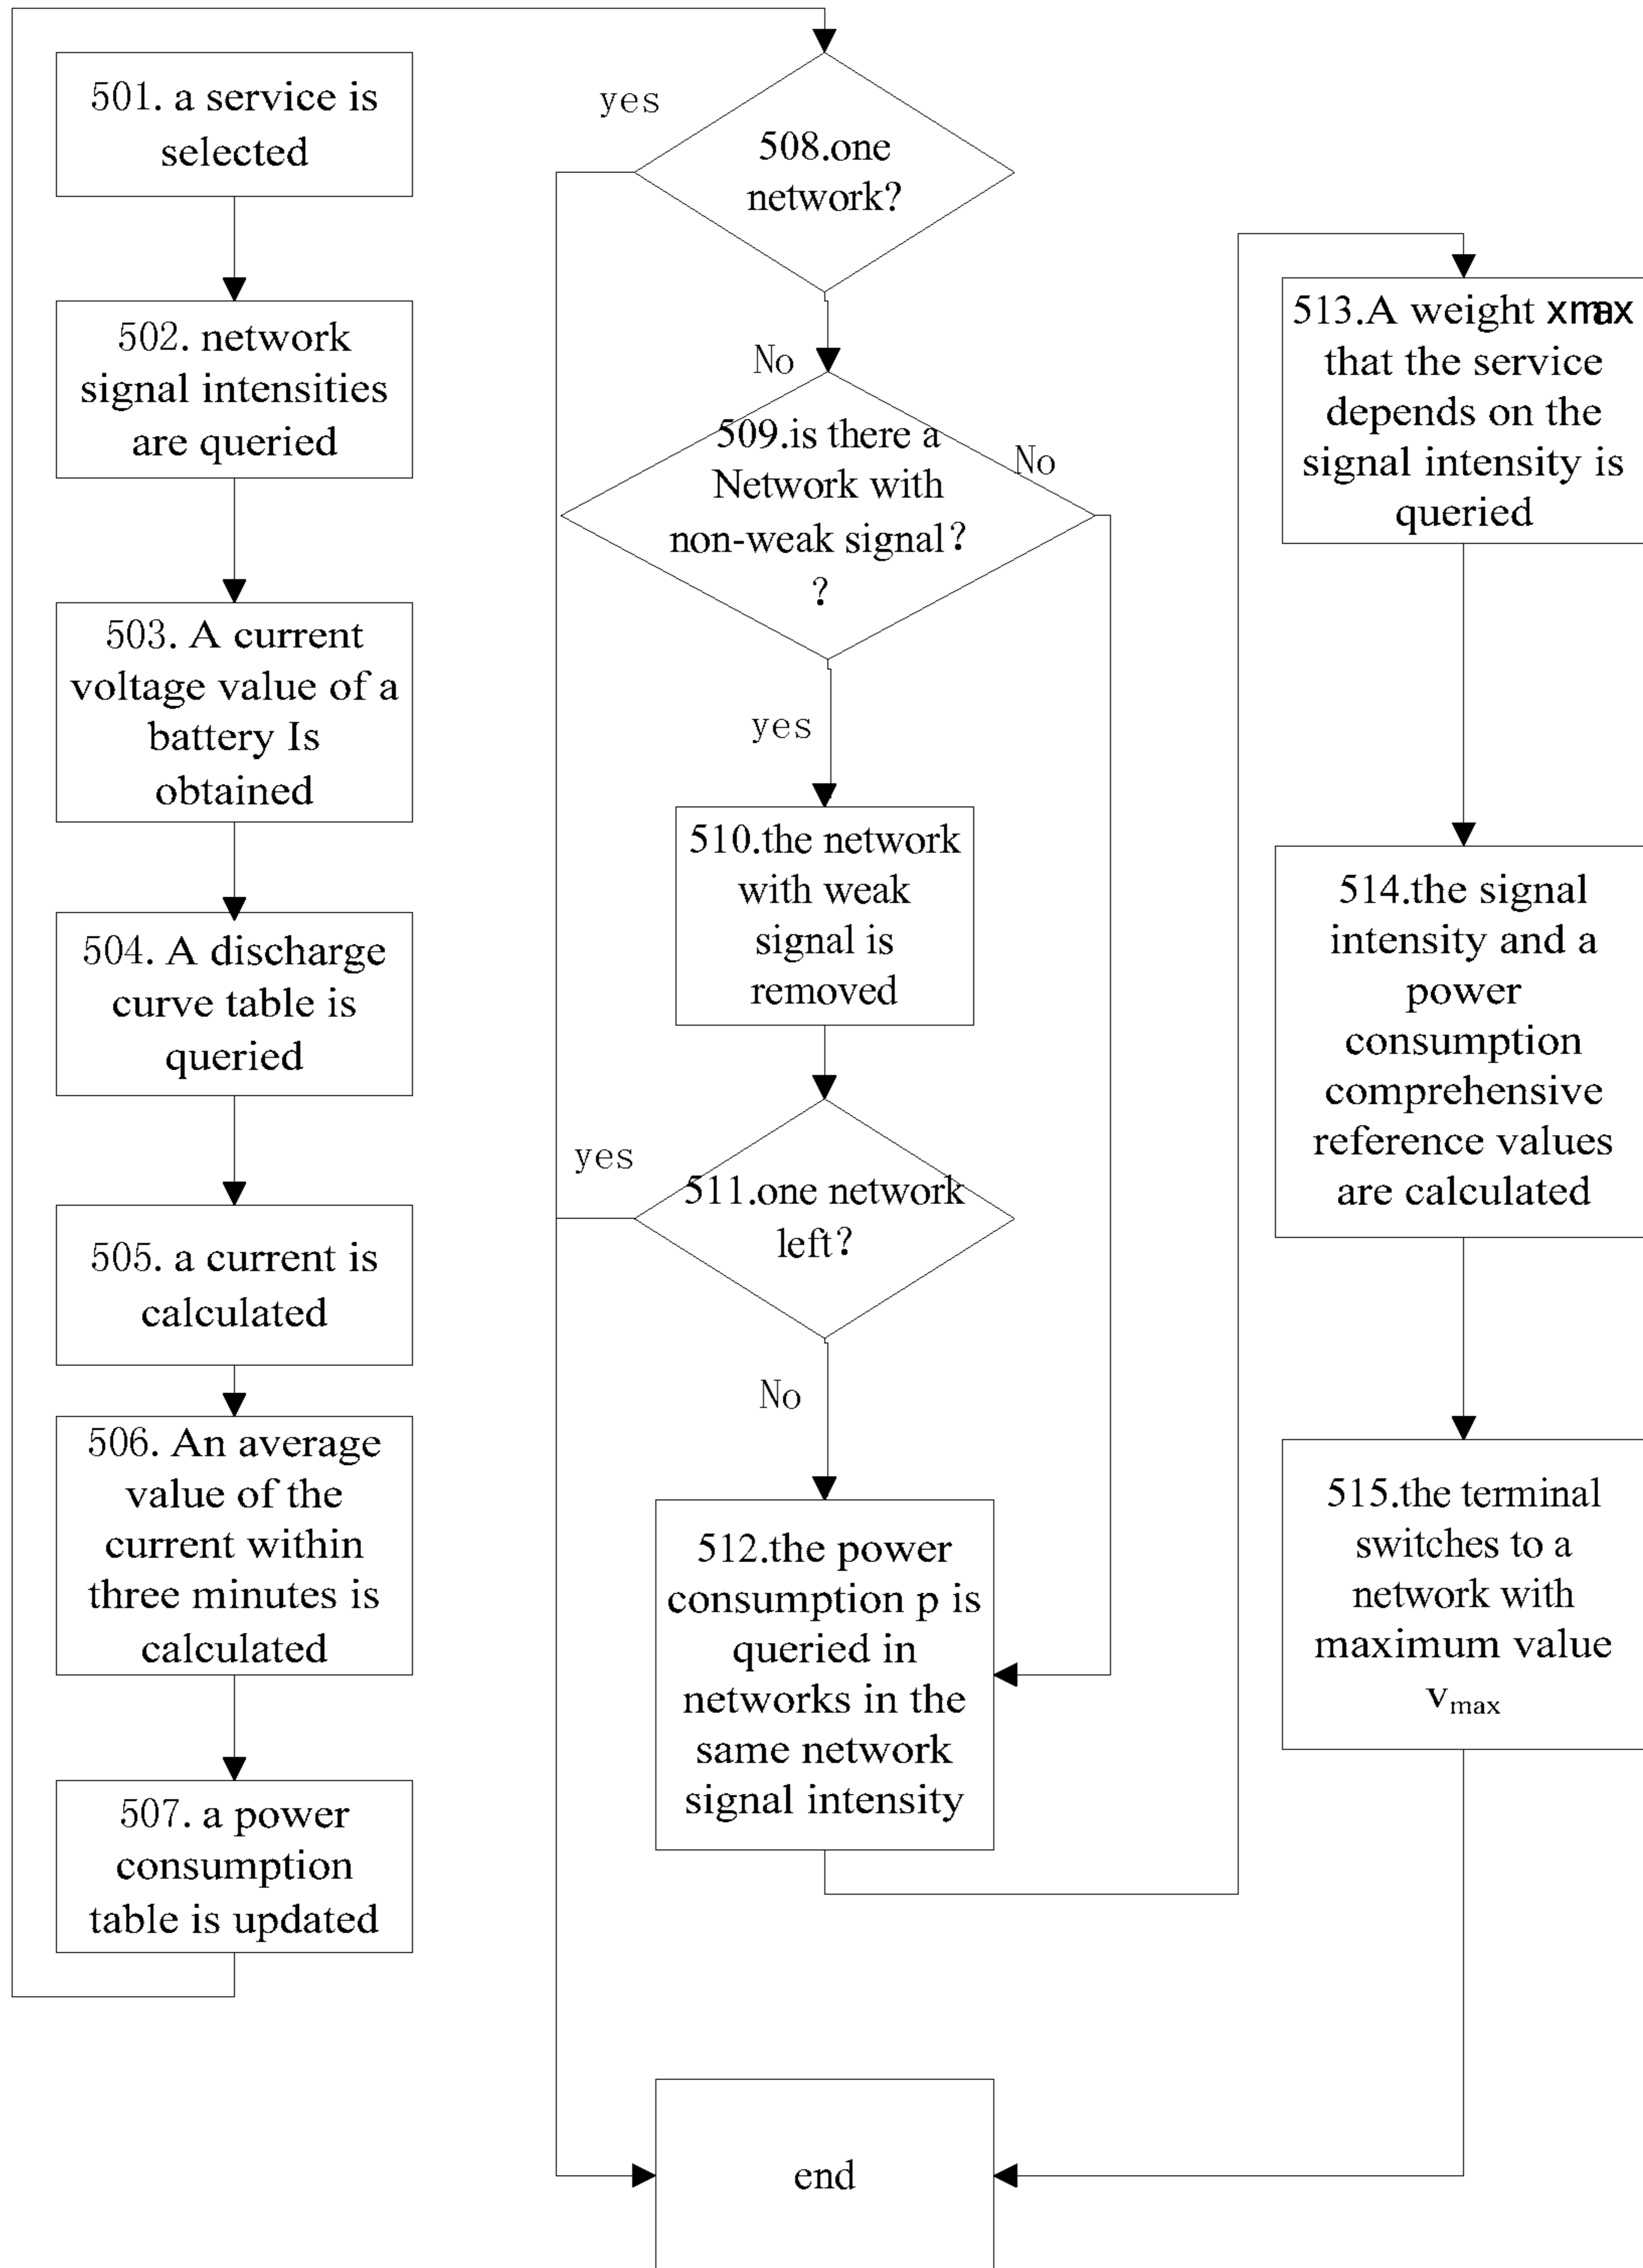 501. a service is
selected
502. network
signal intensities
are queried
503. A current
voltage value of a
battery Is
obtained
504. A discharge
curve table is
queried
505. a current is
calculated
506. An average
value of the
current within
three minutes is
calculated
507. a power
consumption
table is updated
yes
508.one
network?
No
509.is there a
Network with
non-weak signal?
?
No
yes
510.the network
with weak
signal is
removed
yes
511.one network
left?
No
512.the power
consumption p is
queried in
networks in the
same network
signal intensity
513.A weight xmax
that the service
depends on the
signal intensity is
queried
514.the signal
intensity and a
power
consumption
comprehensive
reference values
are calculated
515.the terminal
switches to a
network with
maximum value
vmax
end